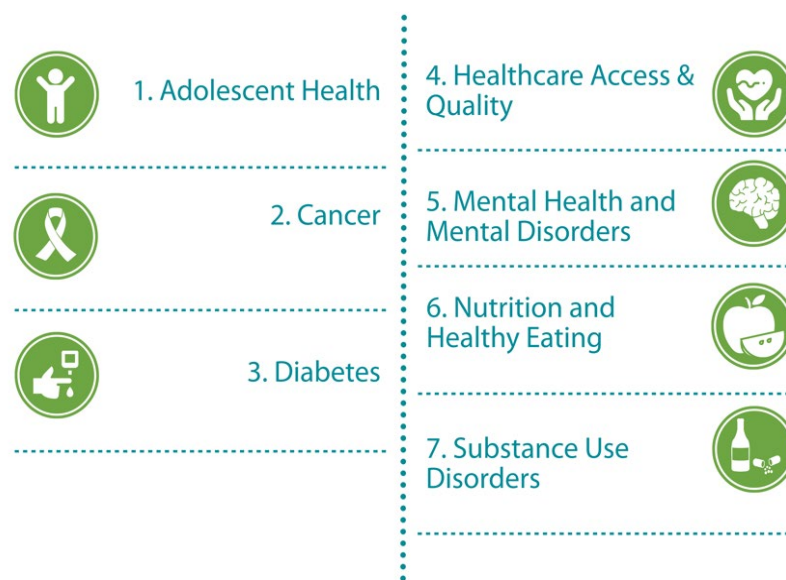 1. Adolescent Health
2. Cancer
3. Diabetes
4. Healthcare Access &
Quality
5. Mental Health and
Mental Disorders
6. Nutrition and
Healthy Eating
7. Substance Use
Disorders